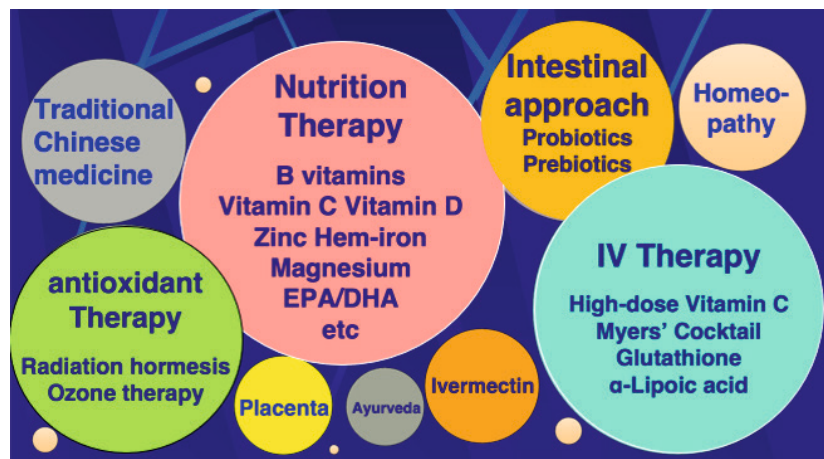 Traditional
Chinese
medicine
Nutrition
Therapy
B vitamins
Vitamin C Vitamin D
Zinc Hem-iron
Magnesium
EPA/DHA
etc
Intestinal
approach
Probiotics
Prebiotics
Homeo-
pathy
antioxidant
Therapy
Radiation hormesis
Ozone therapy
Placenta
Ayurveda
Ivermectin
IV Therapy
High-dose Vitamin C
Myers’ Cocktail
Glutathione
α-Lipoic acid